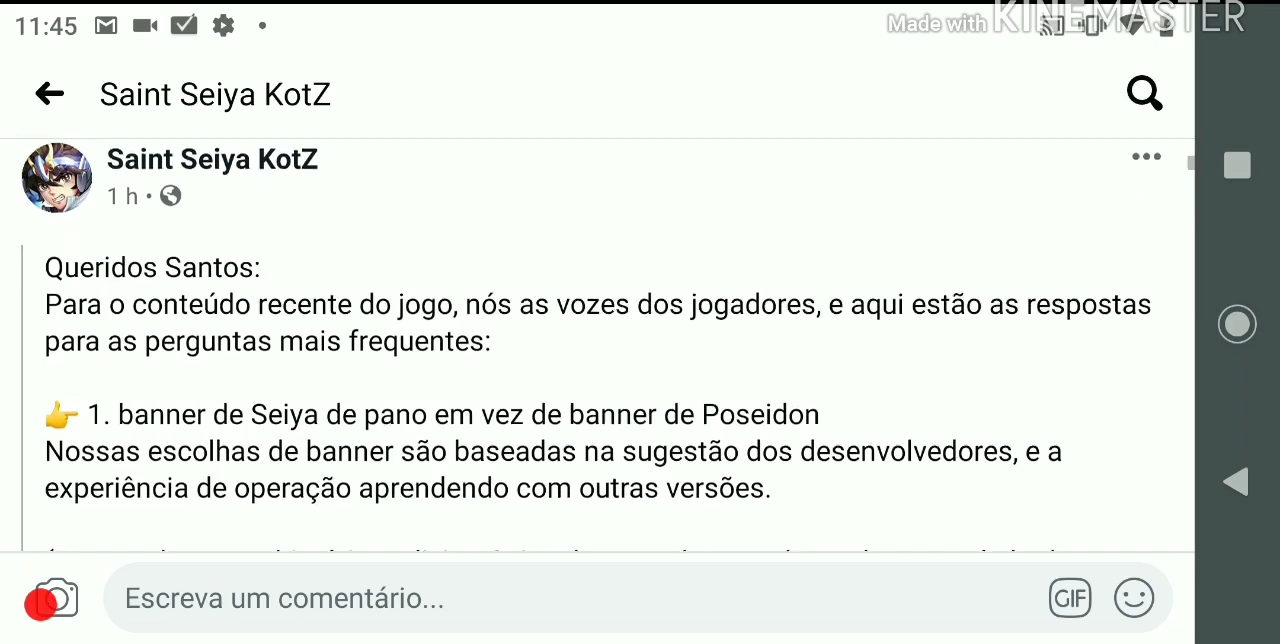 11:45
Made with KINEMASTER
Saint Seiya KotZ
Saint Seiya KotZ
1 h •
Queridos Santos:
Para o conteúdo recente do jogo, nós as vozes dos jogadores, e aqui estão as respostas
para as perguntas mais frequentes:
👉 1. banner de Seiya de pano em vez de banner de Poseidon
Nossas escolhas de banner são baseadas na sugestão dos desenvolvedores, e a
experiência de operação aprendendo com outras versões.
Escreva um comentário...
GIF